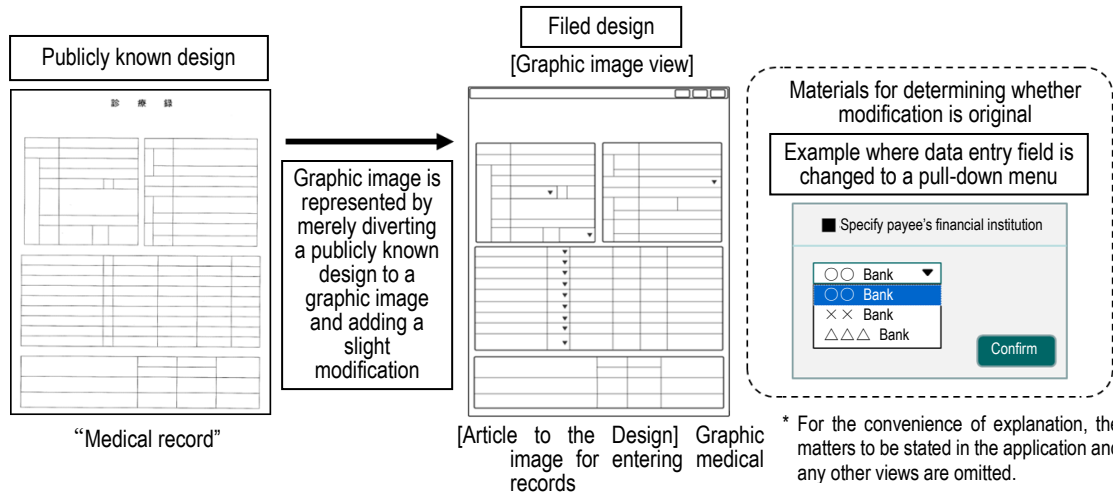 Publicly known design
診 療 録
“Medical record”
Graphic image is
represented by
merely diverting
a publicly known
design to a
graphic image
and adding a
slight
modification
Filed design
[Graphic image view]
[Article to the Design] Graphic
image for entering medical
records
Materials for determining whether
modification is original
Example where data entry field is
changed to a pull-down menu
■ Specify payee's financial institution
○○ Bank ▼
○○ Bank
×× Bank
△△△ Bank
Confirm
* For the convenience of explanation, the
matters to be stated in the application and
any other views are omitted.